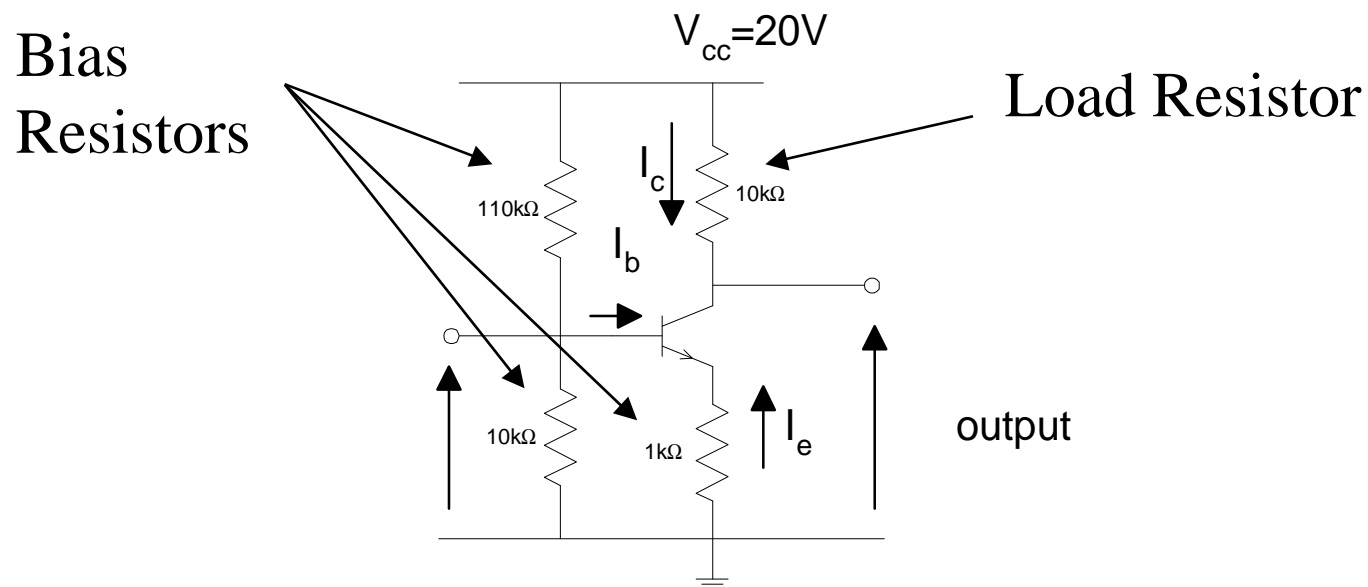 V_cc=20V
Bias
Resistors
Load Resistor
I_c
110kΩ
10kΩ
I_b
10kΩ
1kΩ
I_e
output